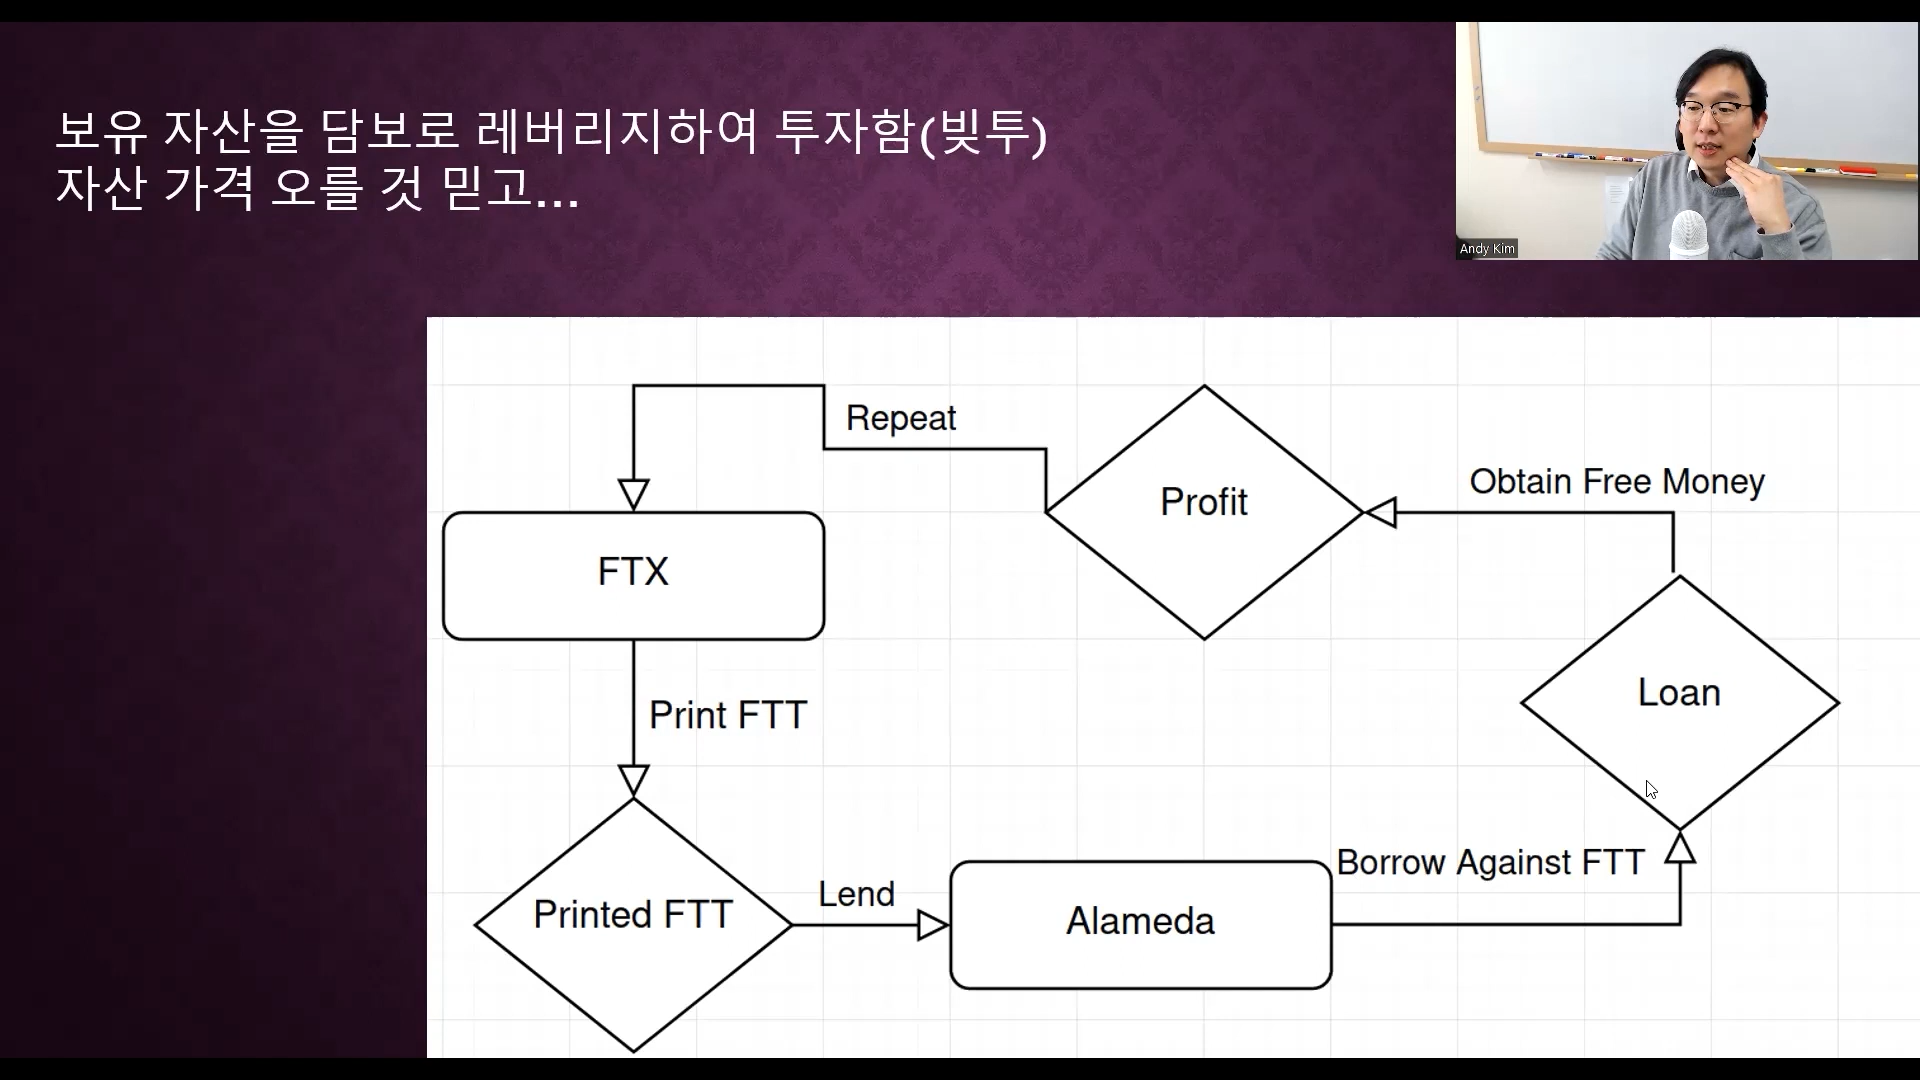 보유 자산을 담보로 레버리지하여 투자함(빚투)
자산 가격 오를 것 믿고...
Andy Kim
Repeat
Profit
Obtain Free Money
FTX
Loan
Print FTT
Borrow Against FTT
Printed FTT
Lend
Alameda